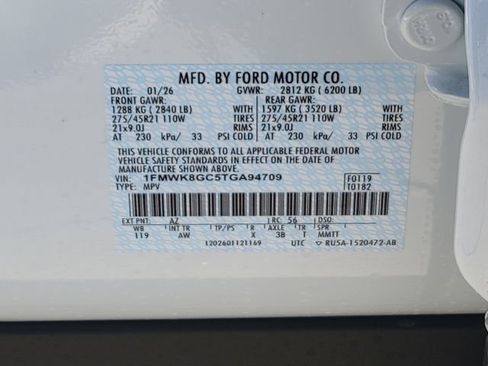 MFD. BY FORD MOTOR CO.
DATE: 01/26 GVWR: 2812 KG ( 6200 LB)
FRONT GAWR: REAR GAWR:
1288 KG ( 2840 LB) WITH 1597 KG ( 3520 LB) WITH
275/45R21 110W TIRES 275/45R21 110W TIRES
21x9.0J RIMS 21x9.0J RIMS
AT 230 kPa/ 33 PSI COLD AT 230 kPa/ 33 PSI COLD
THIS VEHICLE CONFORMS TO ALL APPLICABLE FEDERAL MOTOR
VEHICLE SAFETY STANDARDS IN EFFECT ON THE DATE OF
MANUFACTURE SHOWN ABOVE.
VIN: 1FMWK8GC5TGA94709 F0119
TYPE: MPV T0182
EXT PNT: AZ RC: 56 DSO:
WB INT TR TP/PS R AXLE TR SPR
119 AW X 3B T MMTT
1202601121169 UTC RU5A-1520472-AB